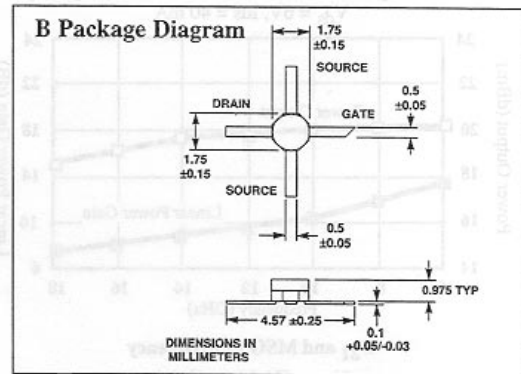 B Package Diagram
1.75
±0.15
SOURCE
DRAIN
GATE
0.5
±0.05
1.75
±0.15
SOURCE
0.5
±0.05
0.975 TYP
4.57 ±0.25
0.1
+0.05/-0.03
DIMENSIONS IN
MILLIMETERS